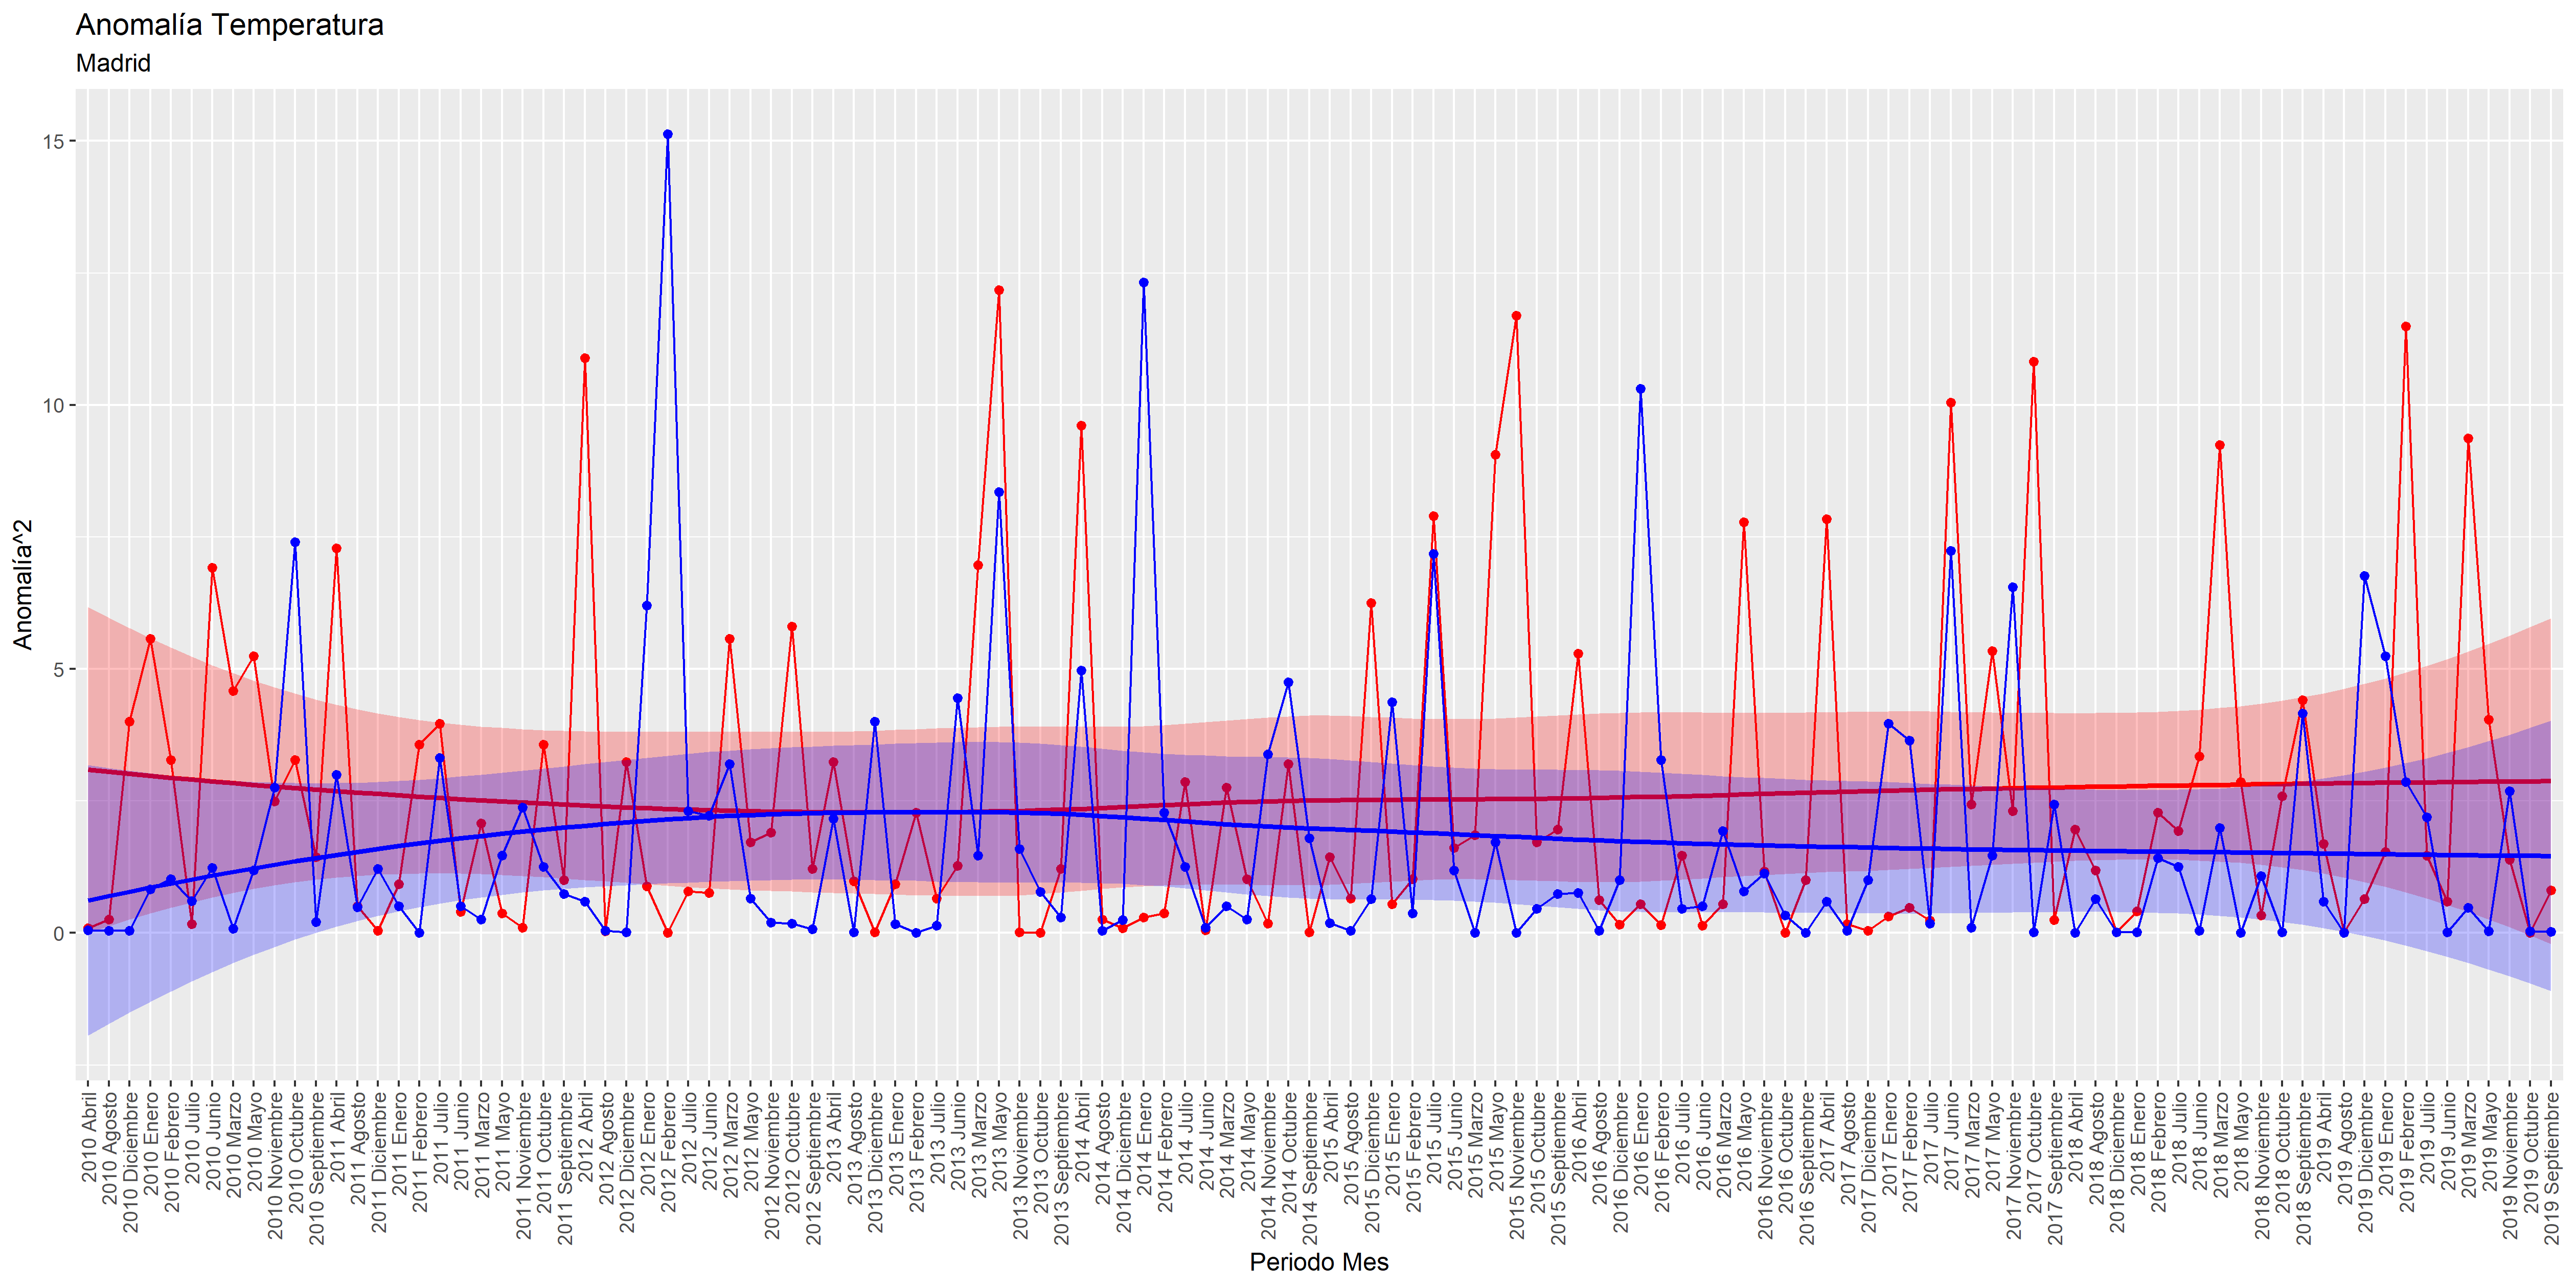 Anomalía Temperatura
Madrid
15
10
5
0
Anomalía^2
2010 Abril
2010 Agosto
2010 Diciembre
2010 Enero
2010 Febrero
2010 Julio
2010 Junio
2010 Marzo
2010 Mayo
2010 Noviembre
2010 Octubre
2010 Septiembre
2011 Abril
2011 Agosto
2011 Diciembre
2011 Enero
2011 Febrero
2011 Julio
2011 Junio
2011 Marzo
2011 Mayo
2011 Noviembre
2011 Octubre
2011 Septiembre
2012 Abril
2012 Agosto
2012 Diciembre
2012 Enero
2012 Febrero
2012 Julio
2012 Junio
2012 Marzo
2012 Mayo
2012 Noviembre
2012 Octubre
2012 Septiembre
2013 Abril
2013 Agosto
2013 Diciembre
2013 Enero
2013 Febrero
2013 Julio
2013 Junio
2013 Marzo
2013 Mayo
2013 Noviembre
2013 Octubre
2013 Septiembre
2014 Abril
2014 Agosto
2014 Diciembre
2014 Enero
2014 Febrero
2014 Julio
2014 Junio
2014 Marzo
2014 Mayo
2014 Noviembre
2014 Octubre
2014 Septiembre
2015 Abril
2015 Agosto
2015 Diciembre
2015 Enero
2015 Febrero
2015 Julio
2015 Junio
2015 Marzo
2015 Mayo
2015 Noviembre
2015 Octubre
2015 Septiembre
2016 Abril
2016 Agosto
2016 Diciembre
2016 Enero
2016 Febrero
2016 Julio
2016 Junio
2016 Marzo
2016 Mayo
2016 Noviembre
2016 Octubre
2016 Septiembre
2017 Abril
2017 Agosto
2017 Diciembre
2017 Enero
2017 Febrero
2017 Julio
2017 Junio
2017 Marzo
2017 Mayo
2017 Noviembre
2017 Octubre
2017 Septiembre
2018 Abril
2018 Agosto
2018 Diciembre
2018 Enero
2018 Febrero
2018 Julio
2018 Junio
2018 Marzo
2018 Mayo
2018 Noviembre
2018 Octubre
2018 Septiembre
2019 Abril
2019 Agosto
2019 Diciembre
2019 Enero
2019 Febrero
2019 Julio
2019 Junio
2019 Marzo
2019 Mayo
2019 Noviembre
2019 Octubre
2019 Septiembre
Periodo Mes